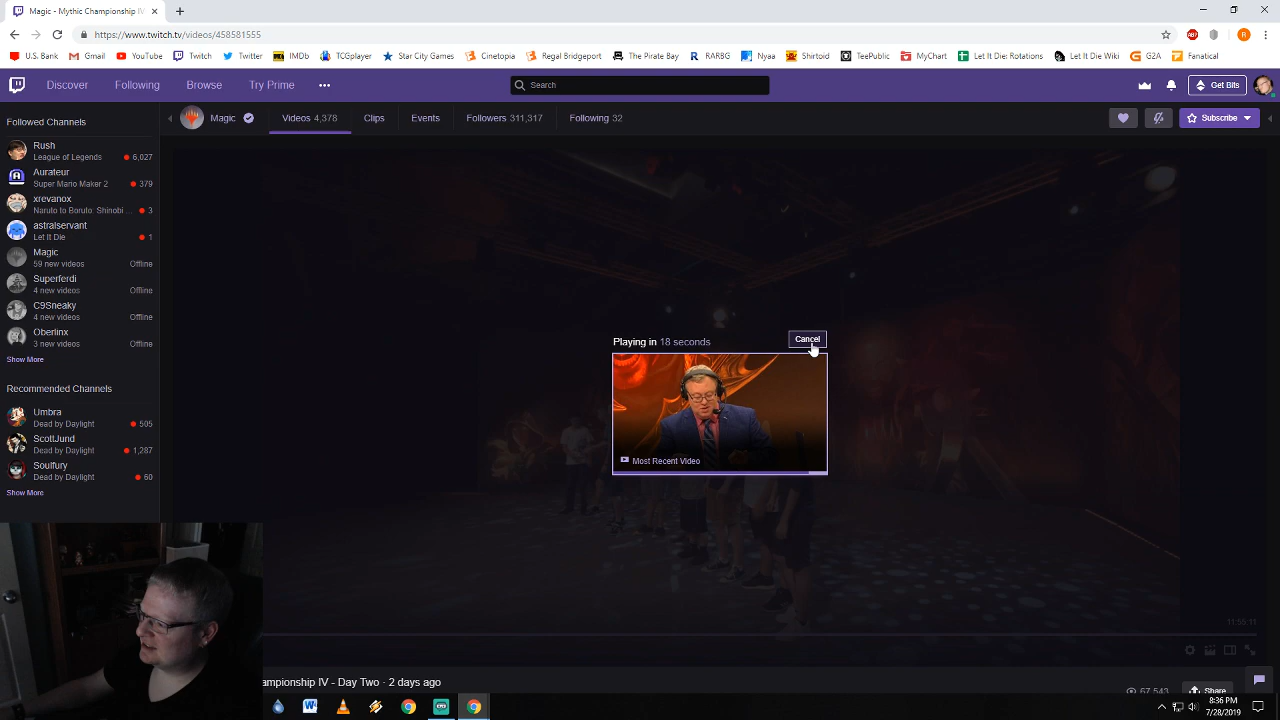 Magic - Mythic Championship IV
https://www.twitch.tv/videos/458581555
U.S. Bank Gmail YouTube Twitch Twitter IMDb TCGplayer Star City Games Cinetopia Regal Bridgeport The Pirate Bay RARBG Nyaa Shirtoid TeePublic MyChart Let It Die: Rotations Let It Die Wiki G2A Fanatical
Discover Following Browse Try Prime Search Get Bits
Magic Videos 4,378 Clips Events Followers 311,317 Following 32 Subscribe
Followed Channels
Rush
League of Legends 6,027
Aurateur
Super Mario Maker 2 379
xrevanox
Naruto to Boruto: Shinobi ... 3
astralservant
Let It Die 1
Magic
59 new videos Offline
Superferdi
4 new videos Offline
C9Sneaky
4 new videos Offline
Oberlinx
3 new videos Offline
Show More
Recommended Channels
Umbra
Dead by Daylight 505
ScottJund
Dead by Daylight 1,287
Soulfury
Dead by Daylight 60
Show More
Playing in 18 seconds Cancel
Most Recent Video
11:55:11
ampionship IV - Day Two - 2 days ago
67,543 Share
8:36 PM
7/28/2019